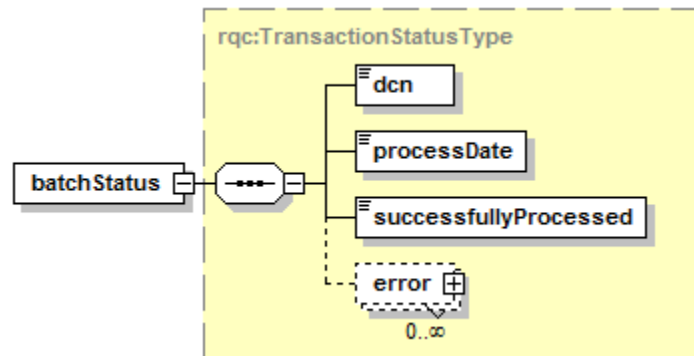 rqc:TransactionStatusType
dcn
processDate
batchStatus
successfullyProcessed
error
0..∞